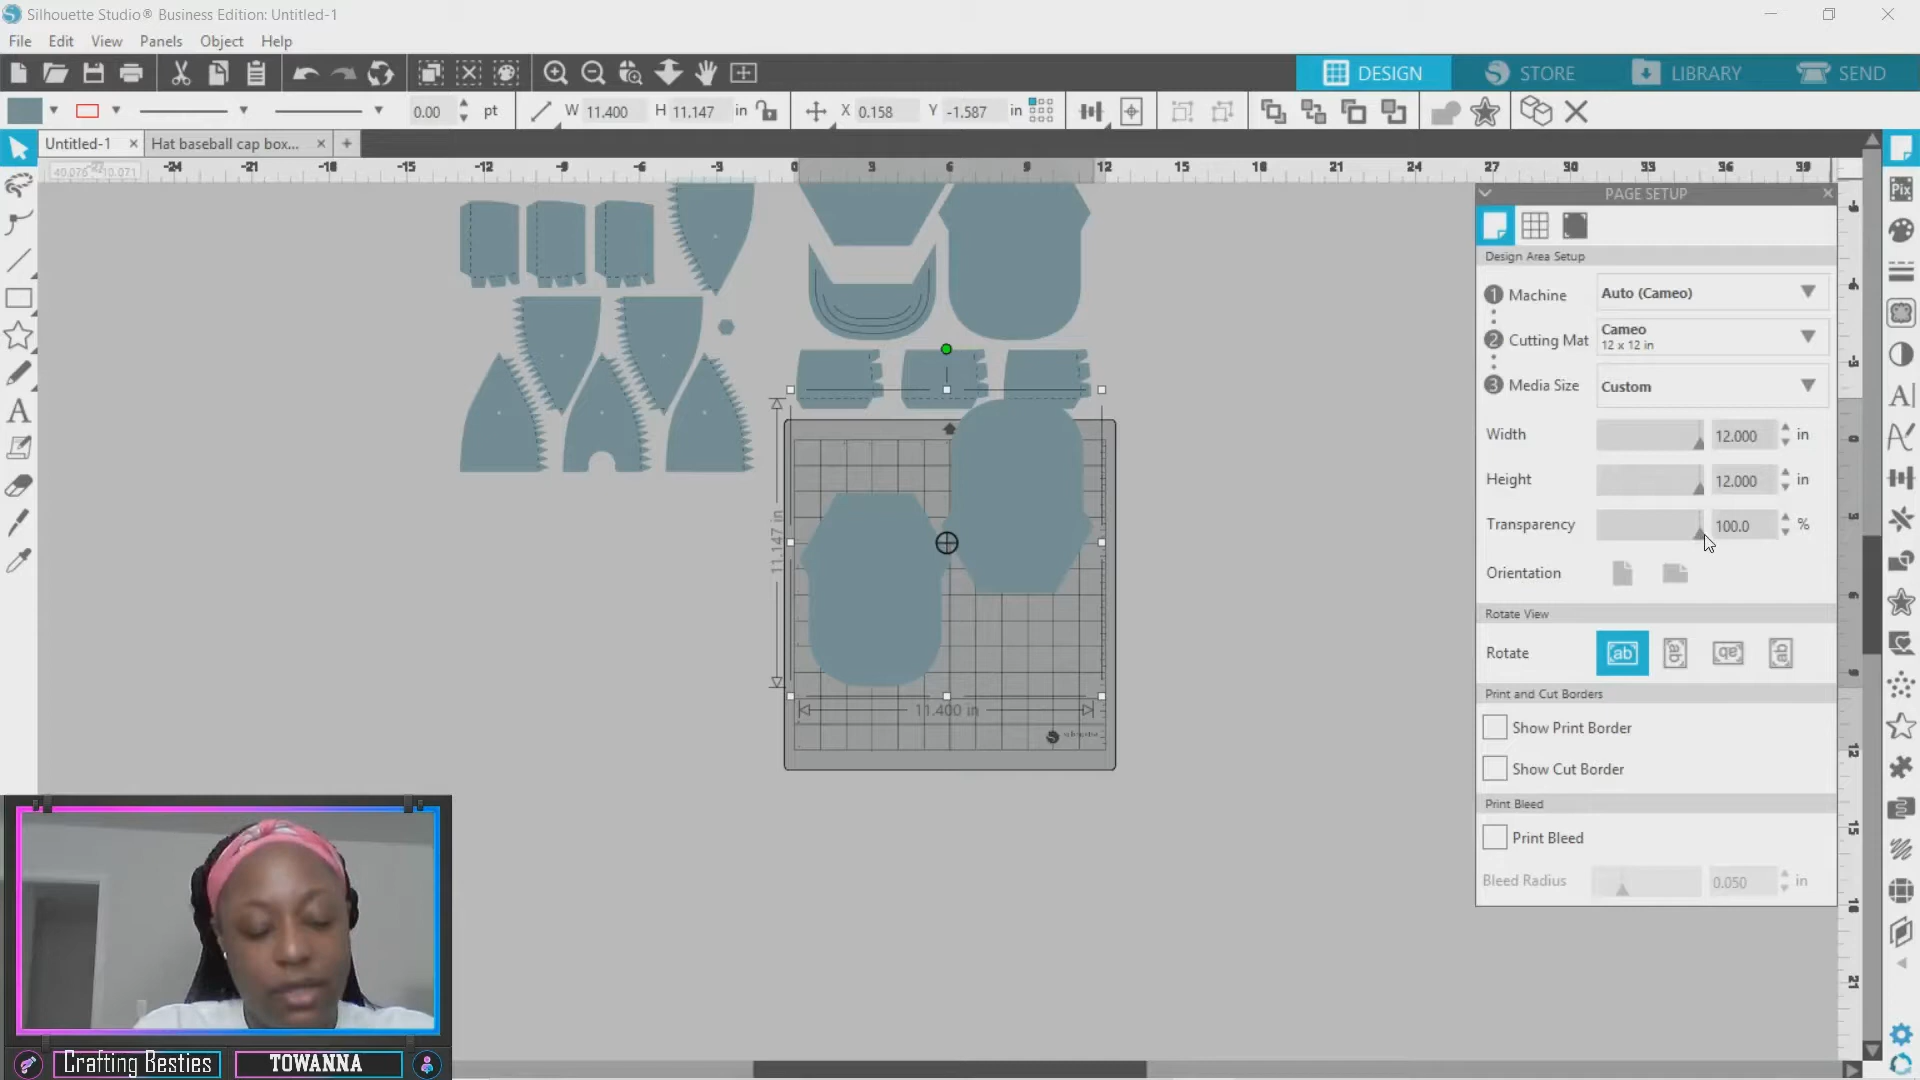 Silhouette Studio® Business Edition: Untitled-1
File Edit View Panels Object Help
DESIGN STORE LIBRARY SEND
0.00 pt W 11.400 H 11.147 in X 0.158 Y -1.587 in
Untitled-1 Hat baseball cap box... +
-24 -21 -18 -15 -12 -9 -6 -3 0 3 6 9 12 15 18 21 24 27 30 33 36 39
PAGE SETUP
Design Area Setup
1 Machine Auto (Cameo)
2 Cutting Mat Cameo
12 x 12 in
3 Media Size Custom
Width 12.000 in
Height 12.000 in
Transparency 100.0 %
Orientation
Rotate View
Rotate ab ab ab ab
Print and Cut Borders
Show Print Border
Show Cut Border
Print Bleed
Print Bleed
Bleed Radius 0.050 in
11.147 in
11.400 in
Pix
A
Crafting Besties TOWANNA